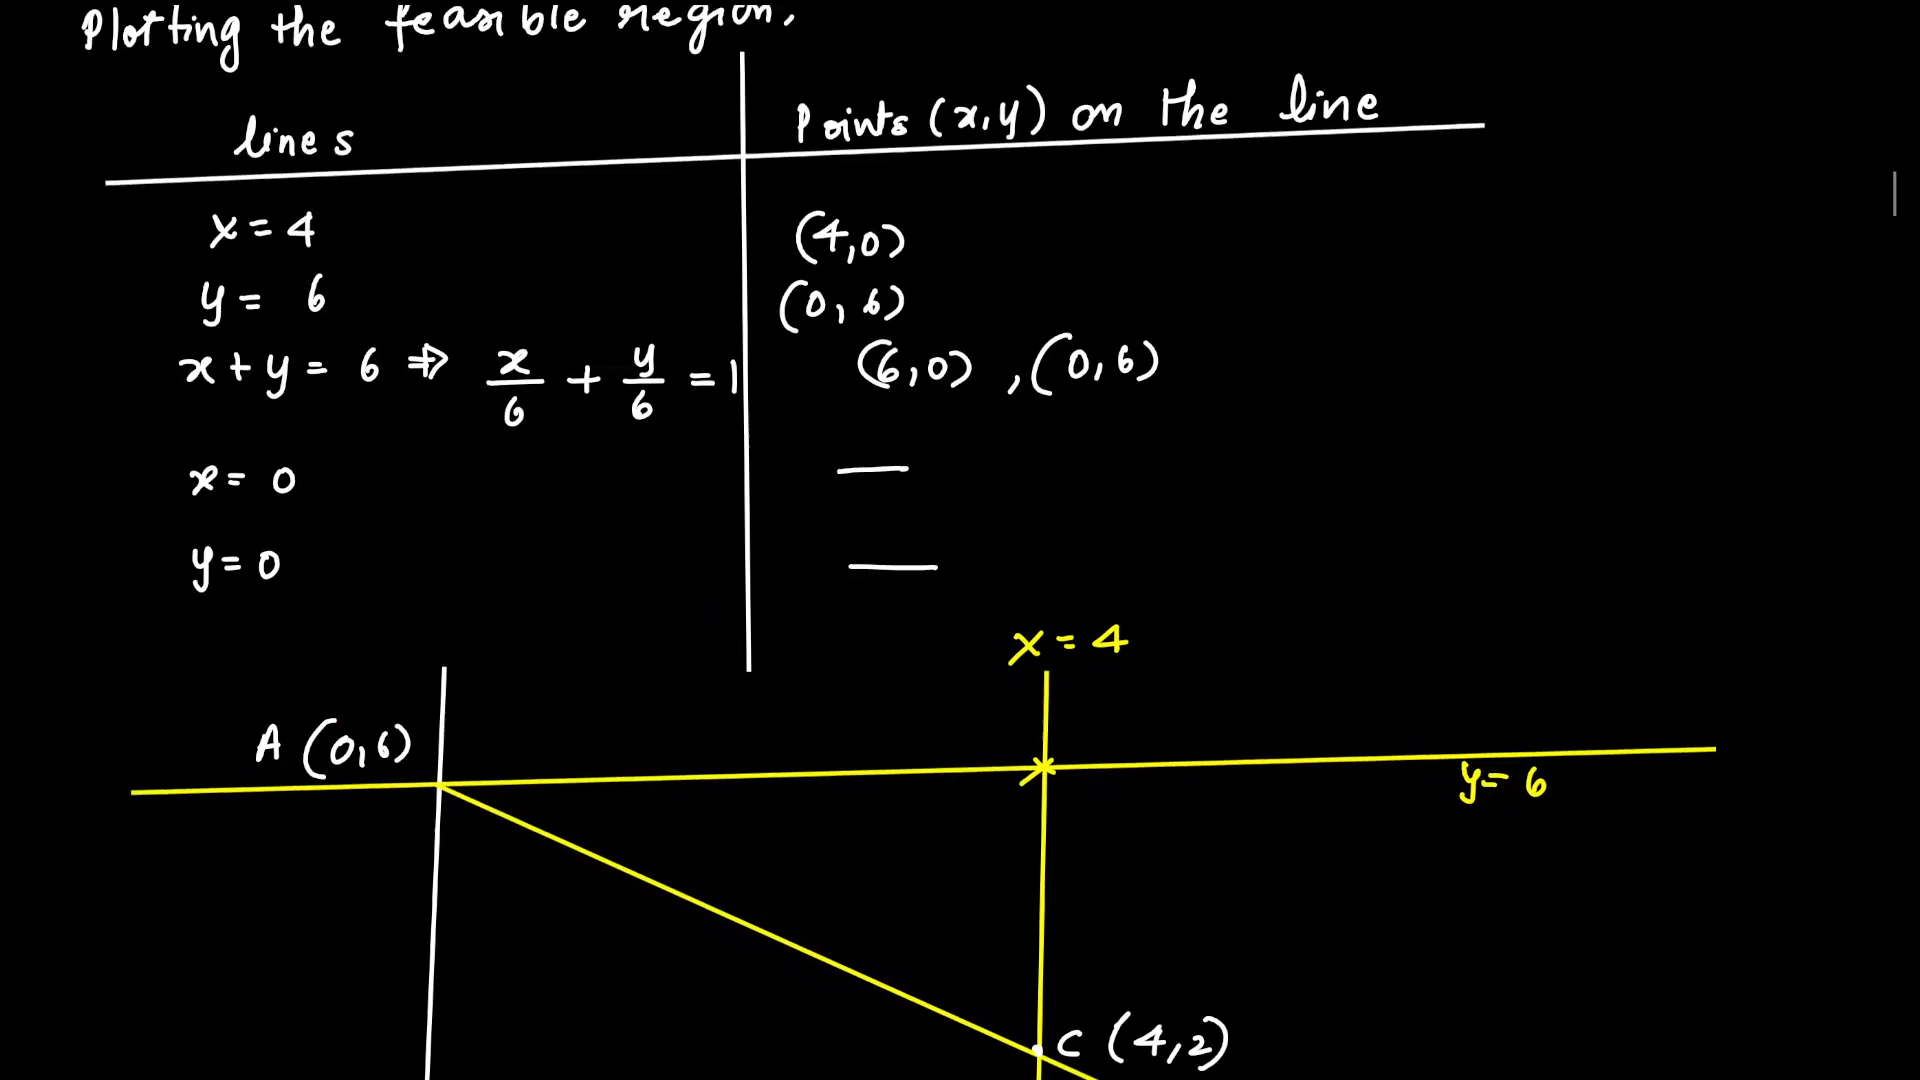 Plotting the feasible region.
lines Points (x,y) on the line
x = 4 (4,0)
y = 6 (0,6)
x + y = 6 ⇒ x/6 + y/6 = 1 (6,0) , (0,6)
x = 0 —
y = 0 —
x = 4
A (0,6)
y = 6
C (4,2)